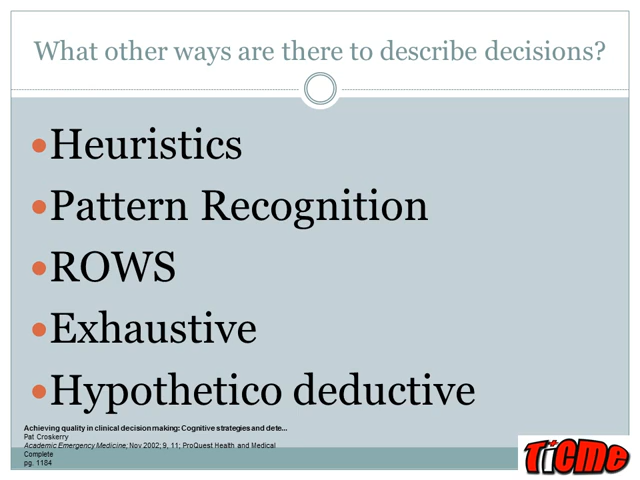 What other ways are there to describe decisions?
Heuristics
Pattern Recognition
ROWS
Exhaustive
Hypothetico deductive
Achieving quality in clinical decision making: Cognitive strategies and dete...
Pat Croskerry
Academic Emergency Medicine; Nov 2002; 9, 11; ProQuest Health and Medical
Complete
pg. 1184
TiCMe